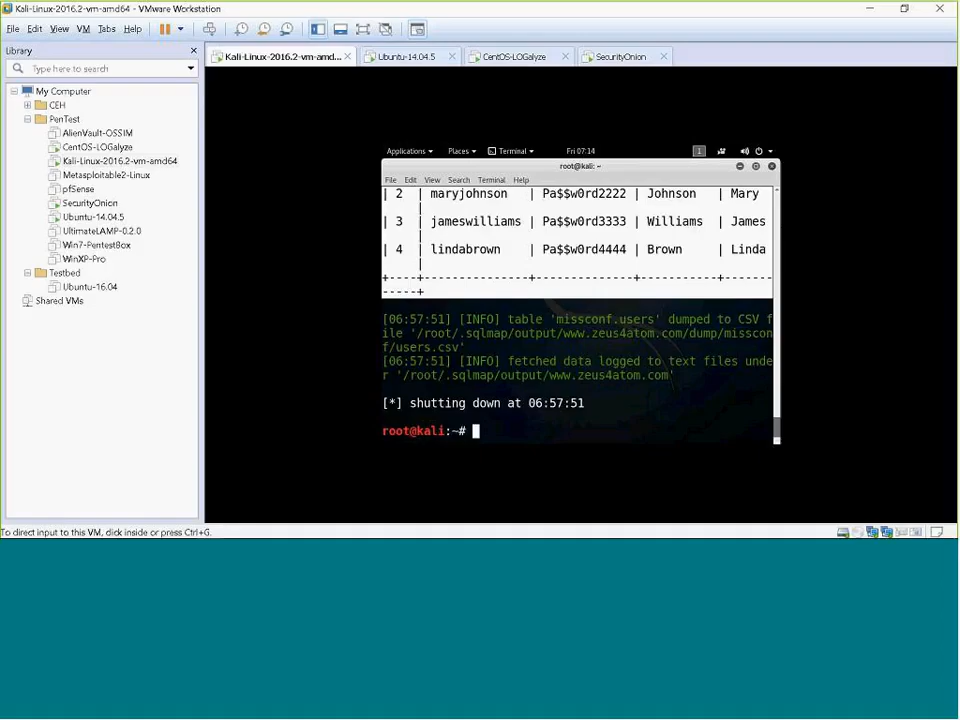 Kali-Linux-2016.2-vm-amd64 - VMware Workstation
File Edit View VM Tabs Help
Library
Type here to search
My Computer
CEH
PenTest
AlienVault-OSSIM
CentOS-LOGalyze
Kali-Linux-2016.2-vm-amd64
Metasploitable2-Linux
pfSense
SecurityOnion
Ubuntu-14.04.5
UltimateLAMP-0.2.0
Win7-PentestBox
WinXP-Pro
Testbed
Ubuntu-16.04
Shared VMs
Kali-Linux-2016.2-vm-amd...
Ubuntu-14.04.5
CentOS-LOGalyze
SecurityOnion
Applications Places Terminal Fri 07:14 1
root@kali: ~
File Edit View Search Terminal Help
| 2 | maryjohnson | Pa$$w0rd2222 | Johnson | Mary
|
| 3 | jameswilliams | Pa$$w0rd3333 | Williams | James
|
| 4 | lindabrown | Pa$$w0rd4444 | Brown | Linda
|
+----+---------------+--------------+----------+-------
-----+
[06:57:51] [INFO] table 'missconf.users' dumped to CSV f
ile '/root/.sqlmap/output/www.zeus4atom.com/dump/misscon
f/users.csv'
[06:57:51] [INFO] fetched data logged to text files unde
r '/root/.sqlmap/output/www.zeus4atom.com'
[*] shutting down at 06:57:51
root@kali:~#
To direct input to this VM, click inside or press Ctrl+G.